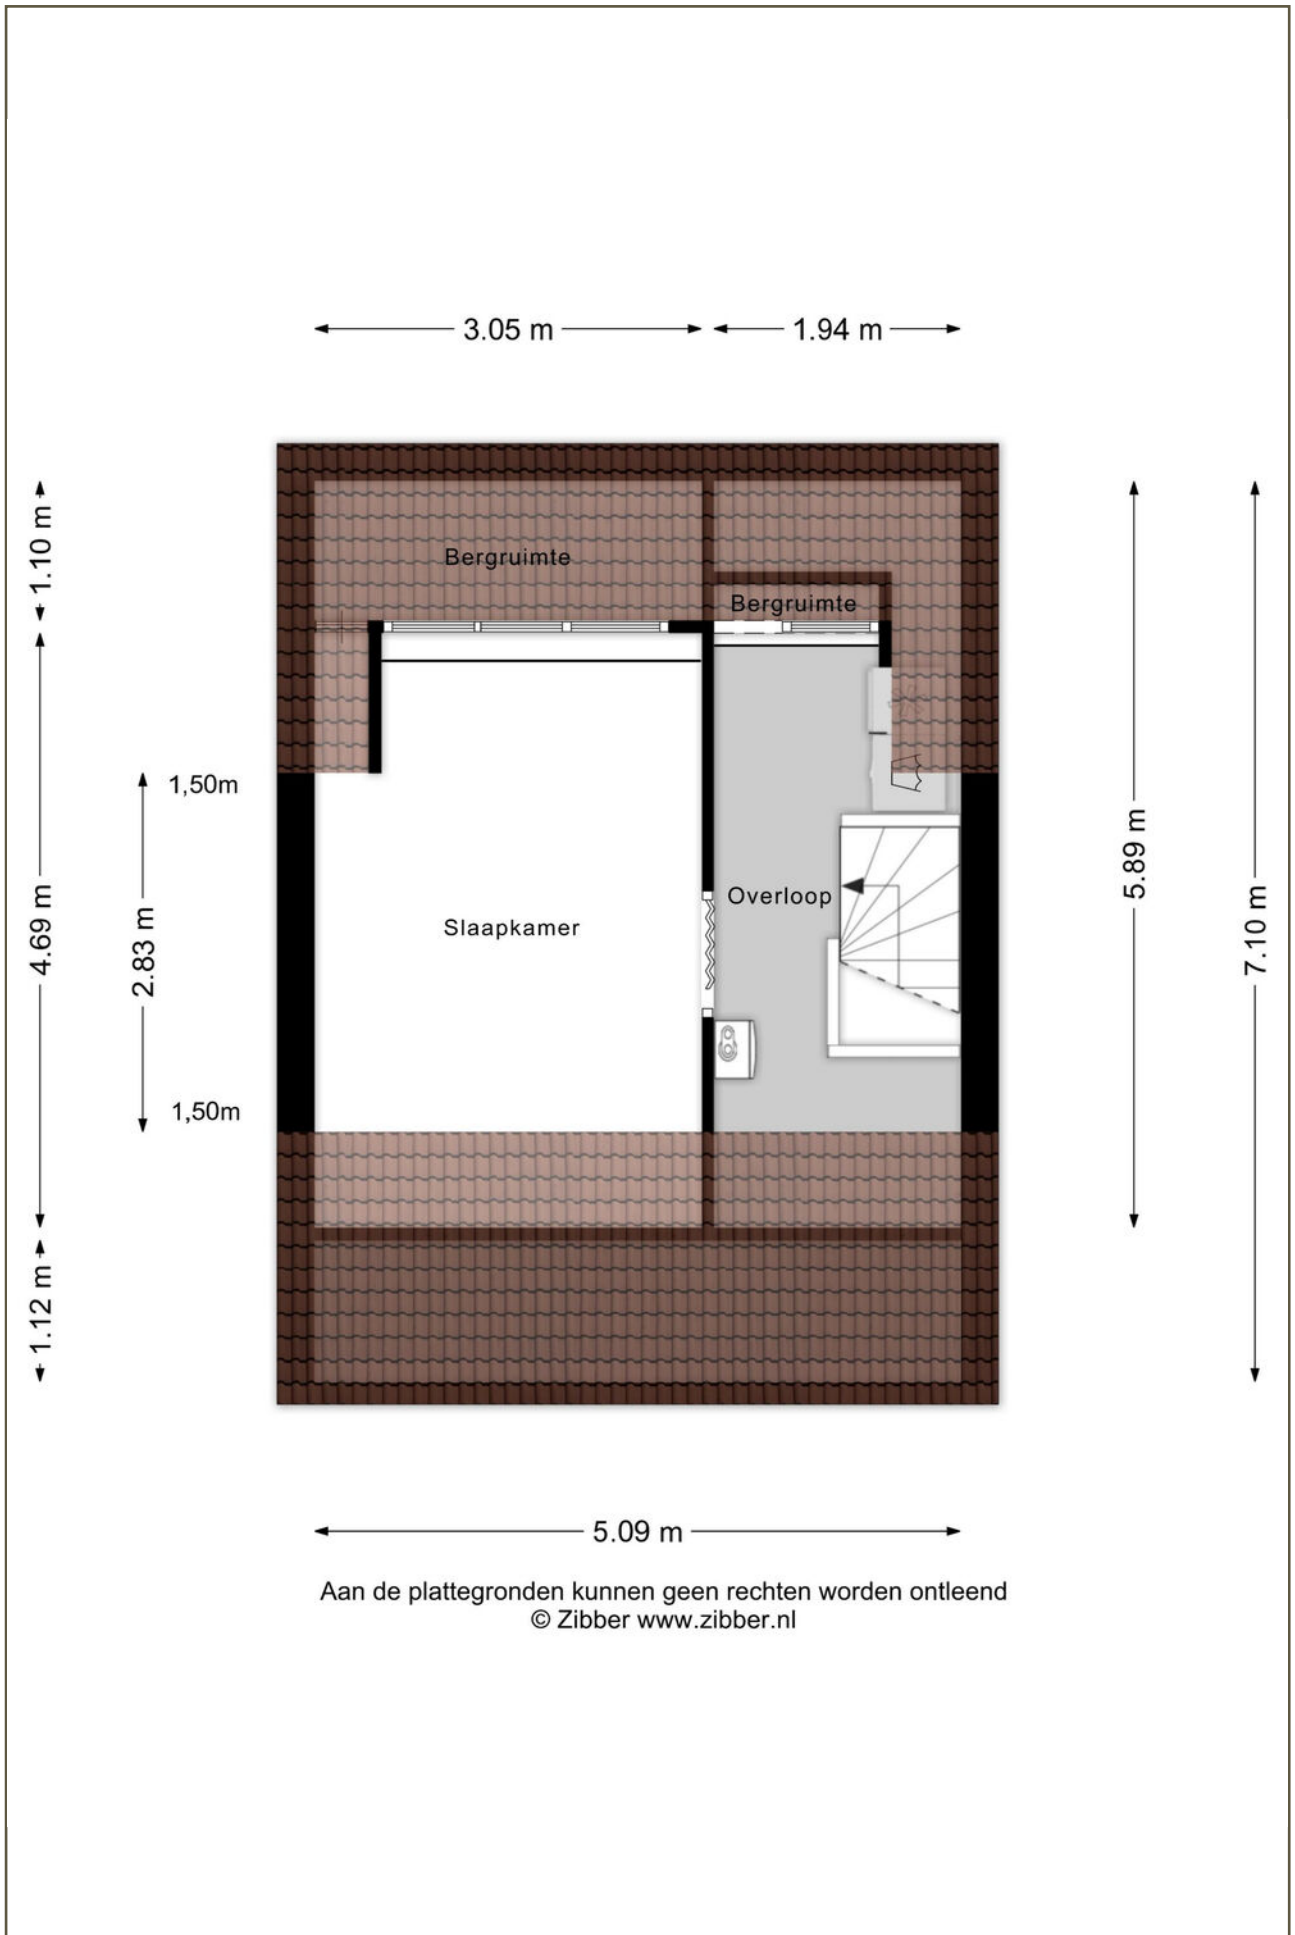 3.05 m
1.94 m
1.10 m
Bergruimte
Bergruimte
1,50m
4.69 m
2.83 m
Slaapkamer
Overloop
5.89 m
7.10 m
1,50m
1.12 m
5.09 m
Aan de plattegronden kunnen geen rechten worden ontleend
© Zibber www.zibber.nl